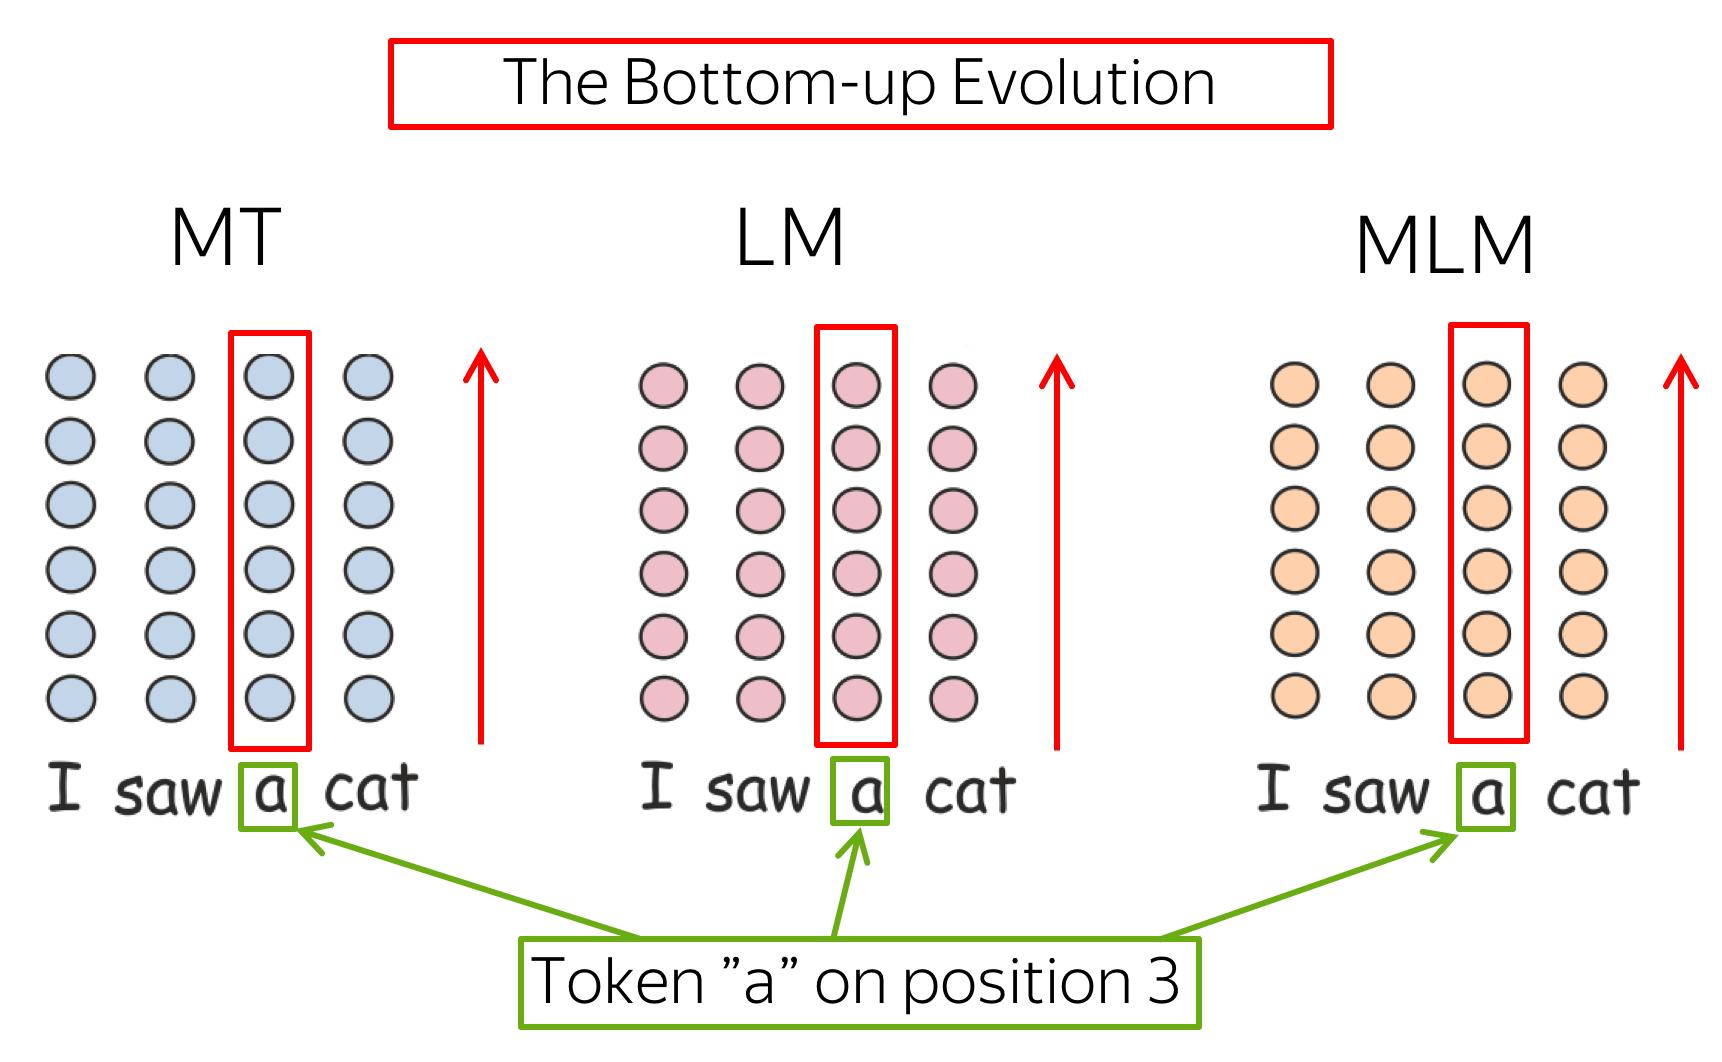 The Bottom-up Evolution
MT LM MLM
I saw a cat I saw a cat I saw a cat
Token ”a” on position 3